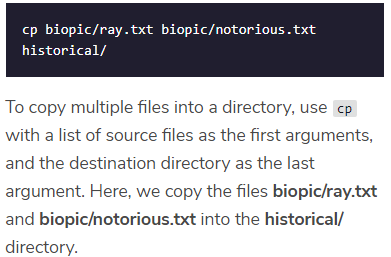 cp biopic/ray.txt biopic/notorious.txt
historical/
To copy multiple files into a directory, use cp
with a list of source files as the first arguments,
and the destination directory as the last
argument. Here, we copy the files biopic/ray.txt
and biopic/notorious.txt into the historical/
directory.